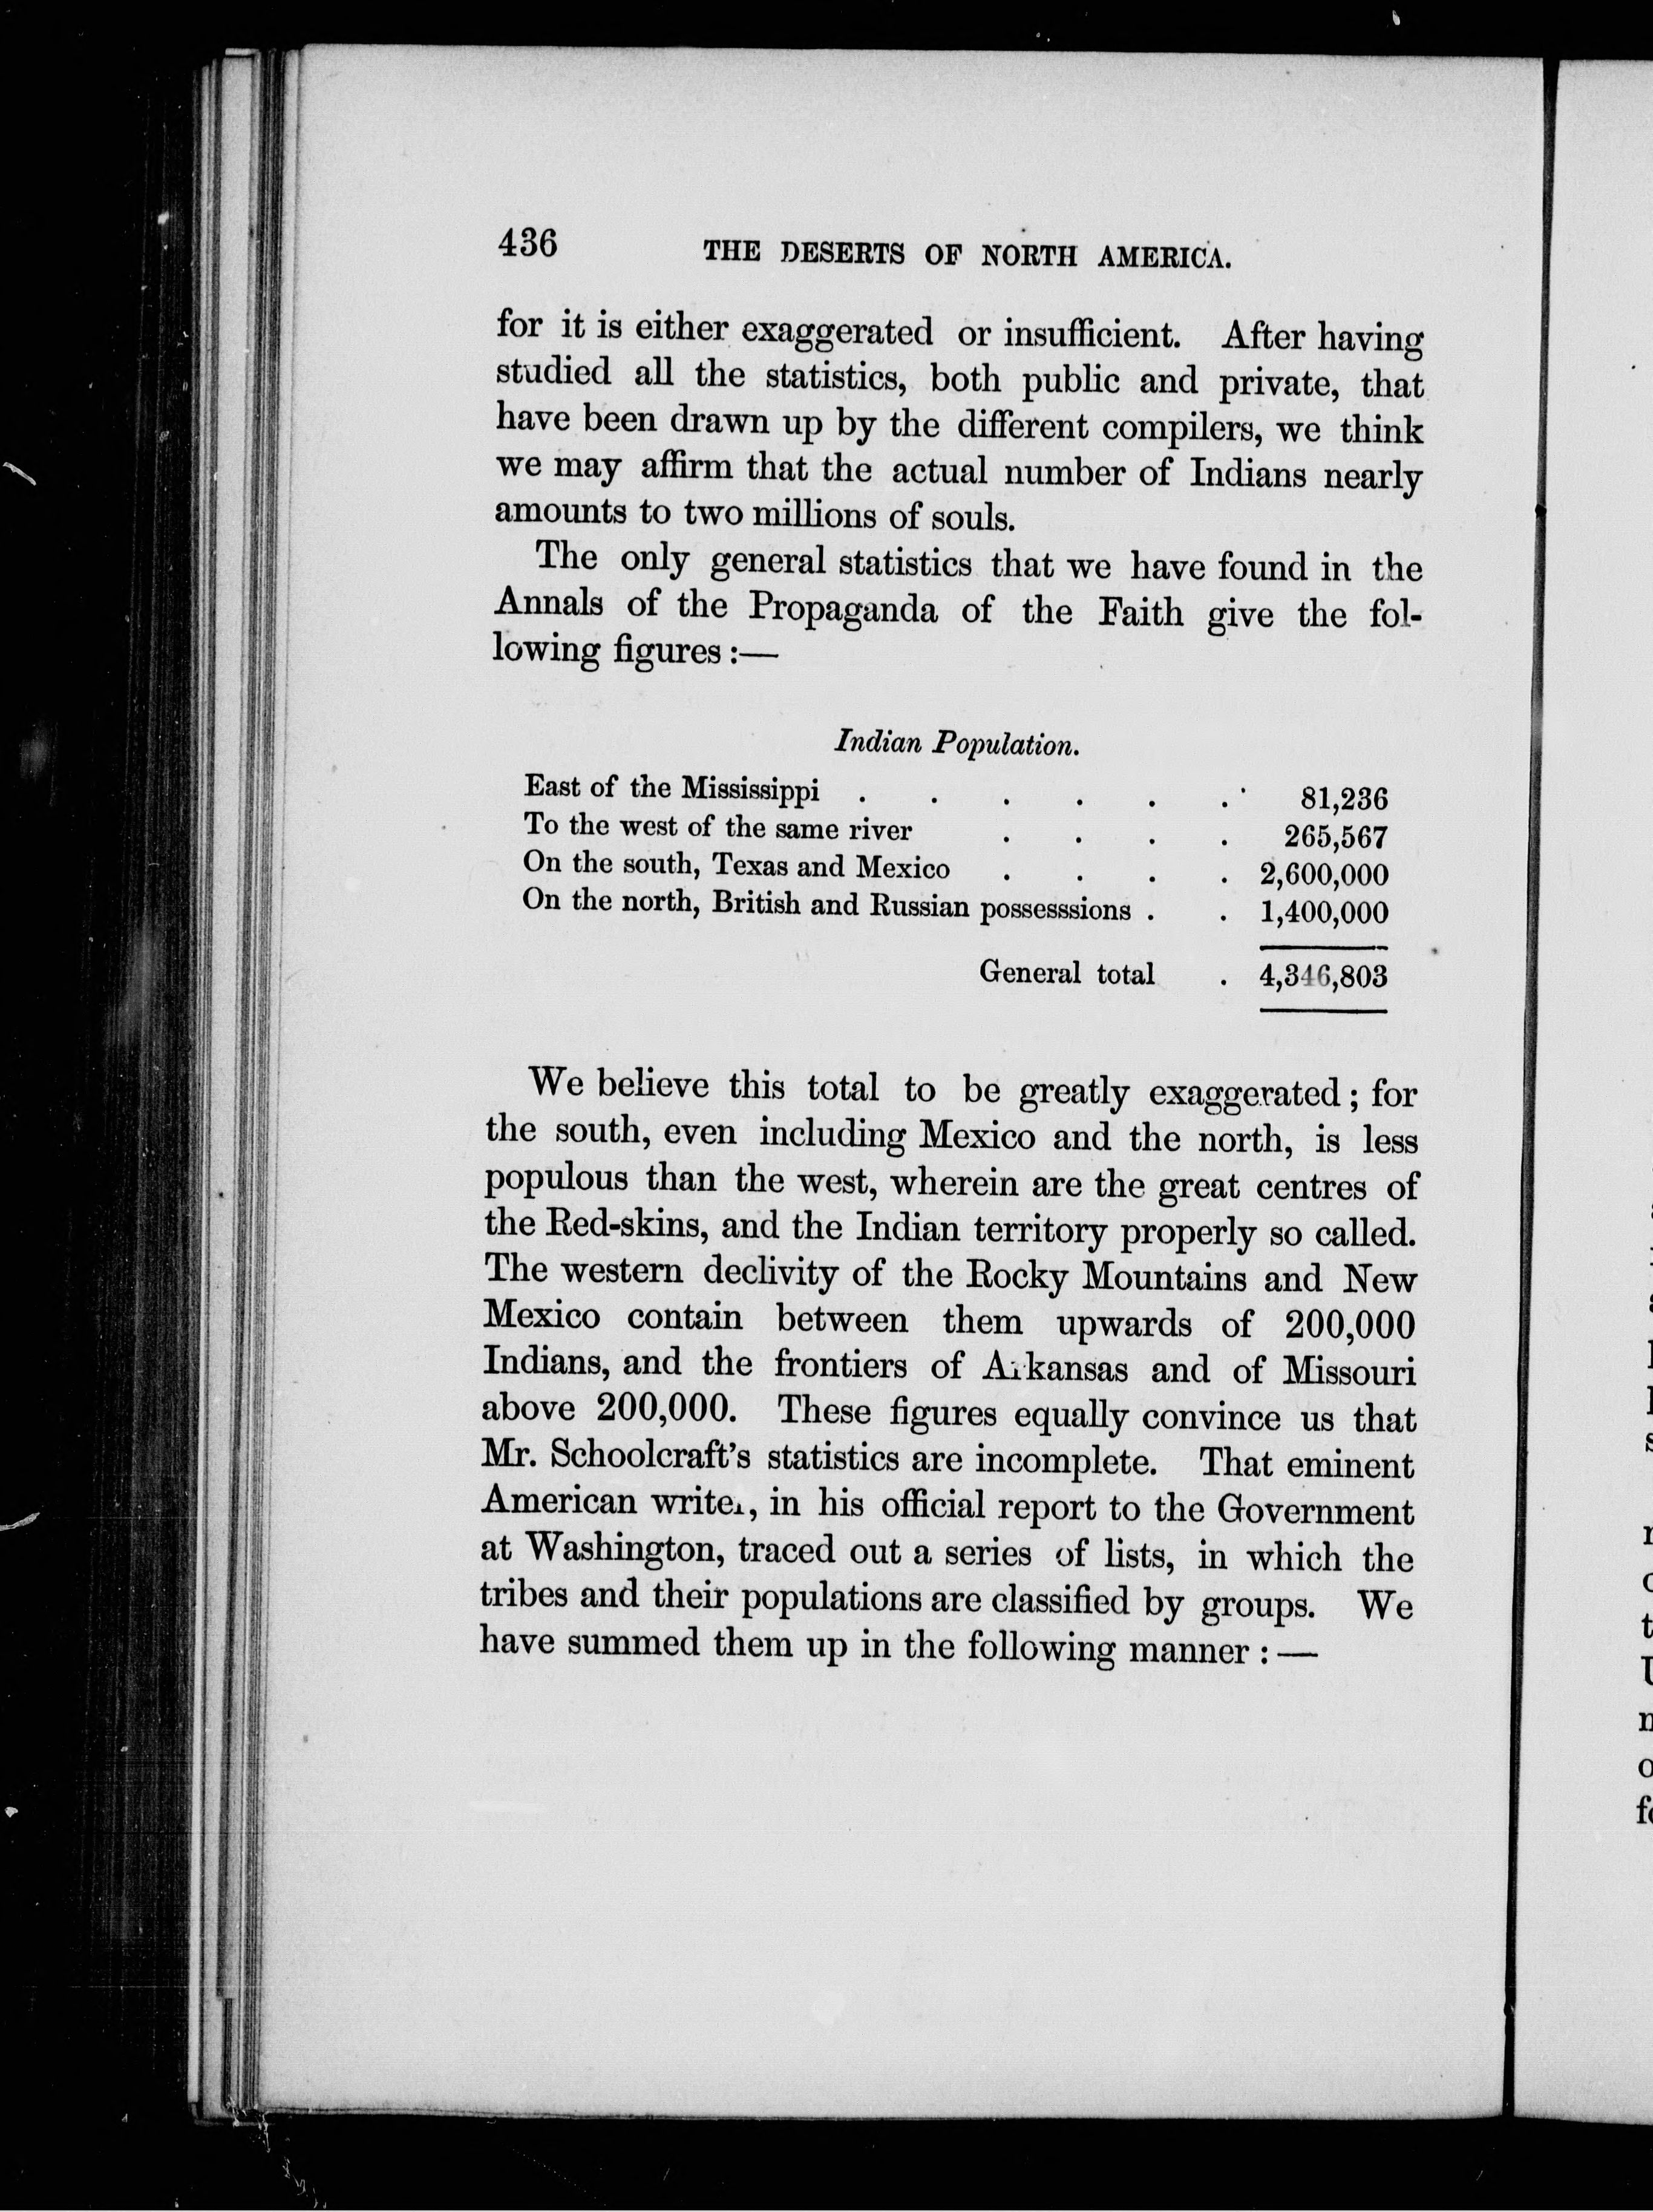 436 THE DESERTS OF NORTH AMERICA.
for it is either exaggerated or insufficient. After having
studied all the statistics, both public and private, that
have been drawn up by the different compilers, we think
we may affirm that the actual number of Indians nearly
amounts to two millions of souls.
The only general statistics that we have found in the
Annals of the Propaganda of the Faith give the fol-
lowing figures :—
Indian Population.
East of the Mississippi . . . . . . 81,236
To the west of the same river . . . . 265,567
On the south, Texas and Mexico . . . . 2,600,000
On the north, British and Russian possesssions . . 1,400,000
General total . 4,346,803
We believe this total to be greatly exaggerated ; for
the south, even including Mexico and the north, is less
populous than the west, wherein are the great centres of
the Red-skins, and the Indian territory properly so called.
The western declivity of the Rocky Mountains and New
Mexico contain between them upwards of 200,000
Indians, and the frontiers of Arkansas and of Missouri
above 200,000. These figures equally convince us that
Mr. Schoolcraft's statistics are incomplete. That eminent
American writer, in his official report to the Government
at Washington, traced out a series of lists, in which the
tribes and their populations are classified by groups. We
have summed them up in the following manner : —